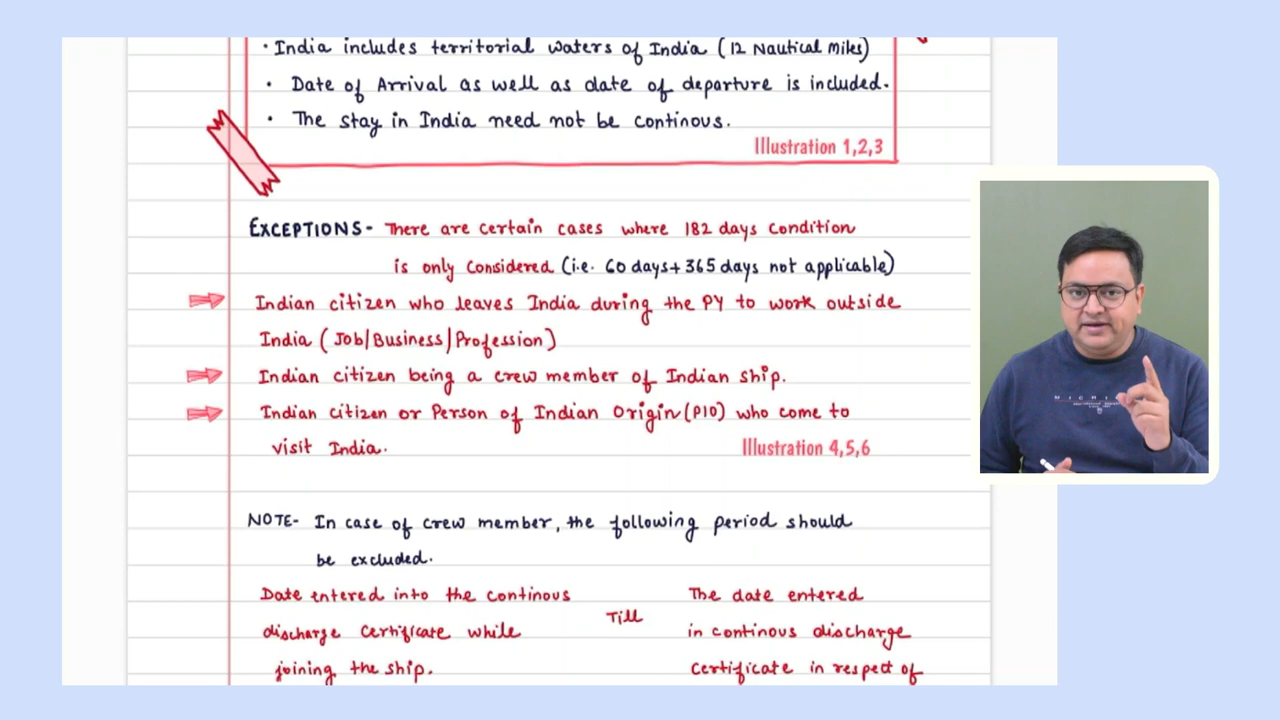 · India includes territorial waters of India (12 Nautical Miles)
· Date of Arrival as well as date of departure is included.
· The stay in India need not be continous.
Illustration 1,2,3
EXCEPTIONS- There are certain cases where 182 days condition
is only considered (i.e. 60 days+ 365 days not applicable)
Indian citizen who leaves India during the PY to work outside
India (Job/Business/Profession)
Indian citizen being a crew member of Indian ship.
Indian citizen or Person of Indian Origin (PIO) who come to
visit India.
Illustration 4,5,6
NOTE- In case of crew member, the following period should
be excluded.
Date entered into the continous
discharge certificate while
joining the ship.
Till
The date entered
in continous discharge
certificate in respect of